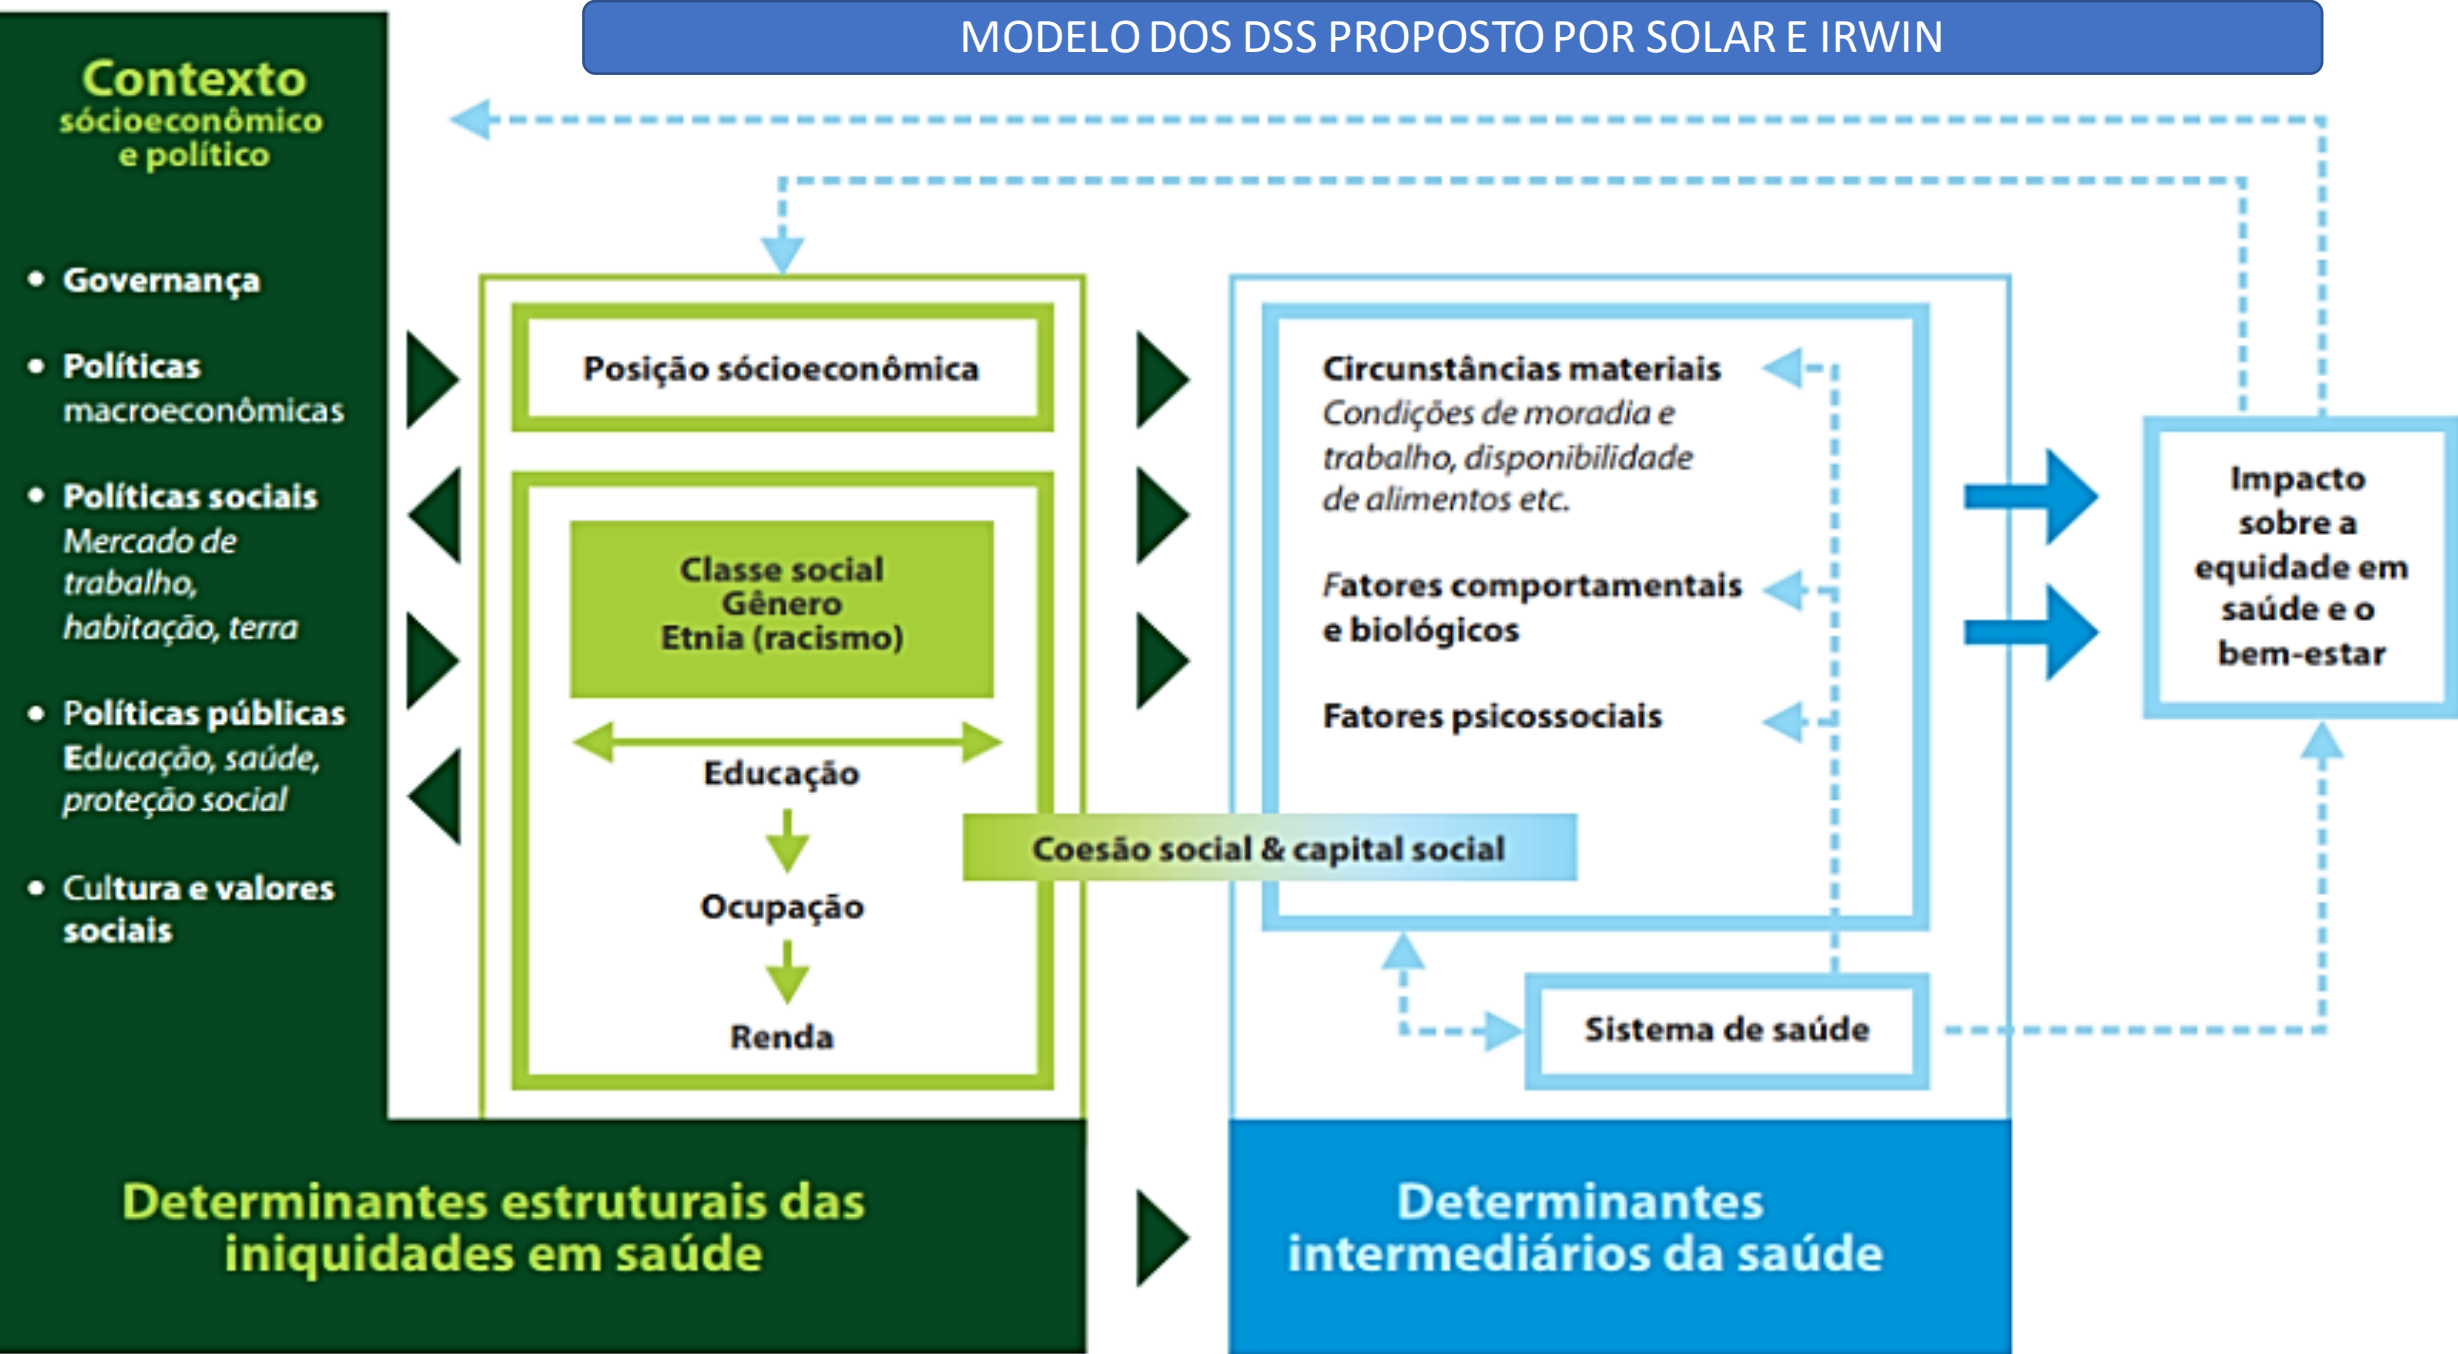 MODELO DOS DSS PROPOSTO POR SOLAR E IRWIN
Contexto
sócioeconômico
e político
• Governança
• Políticas
macroeconômicas
• Políticas sociais
Mercado de
trabalho,
habitação, terra
• Políticas públicas
Educação, saúde,
proteção social
• Cultura e valores
sociais
Posição sócioeconômica
Classe social
Gênero
Etnia (racismo)
Educação
Ocupação
Renda
Coesão social & capital social
Circunstâncias materiais
Condições de moradia e
trabalho, disponibilidade
de alimentos etc.
Fatores comportamentais
e biológicos
Fatores psicossociais
Sistema de saúde
Impacto
sobre a
equidade em
saúde e o
bem-estar
Determinantes estruturais das
iniquidades em saúde
Determinantes
intermediários da saúde